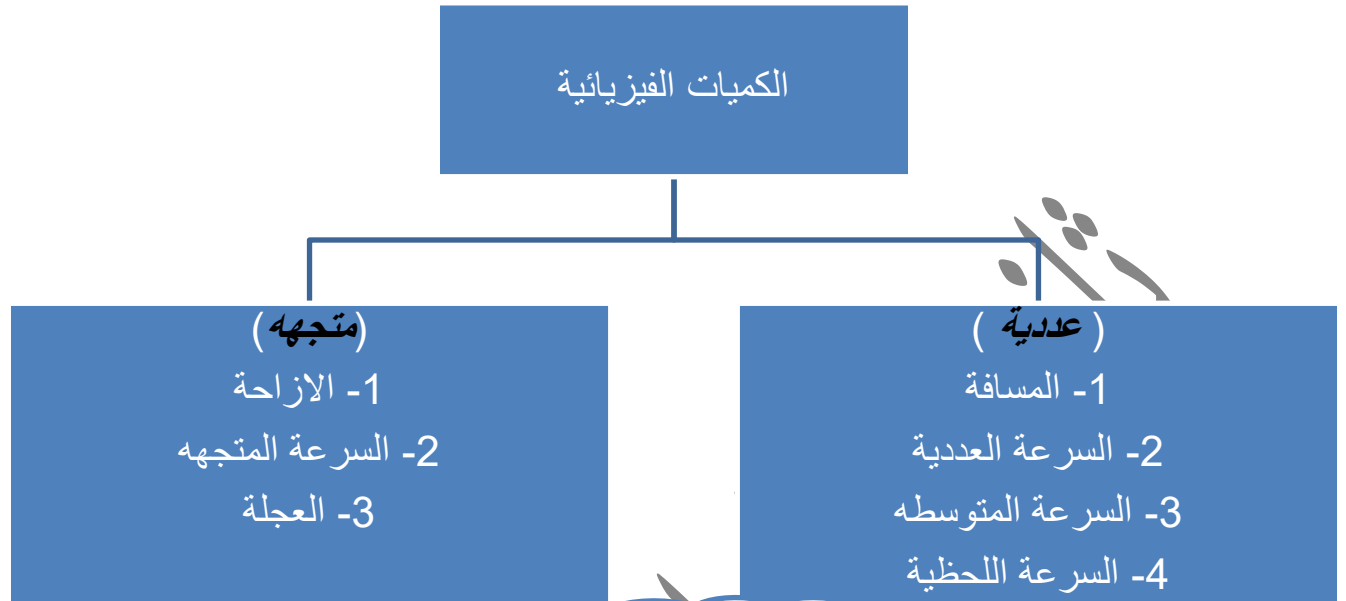 الكميات الفيزيائية
( عددية )
1- المسافة
2- السرعة العددية
3- السرعة المتوسطه
4- السرعة اللحظية
(متجهه)
1- الازاحة
2- السرعة المتجهه
3- العجلة